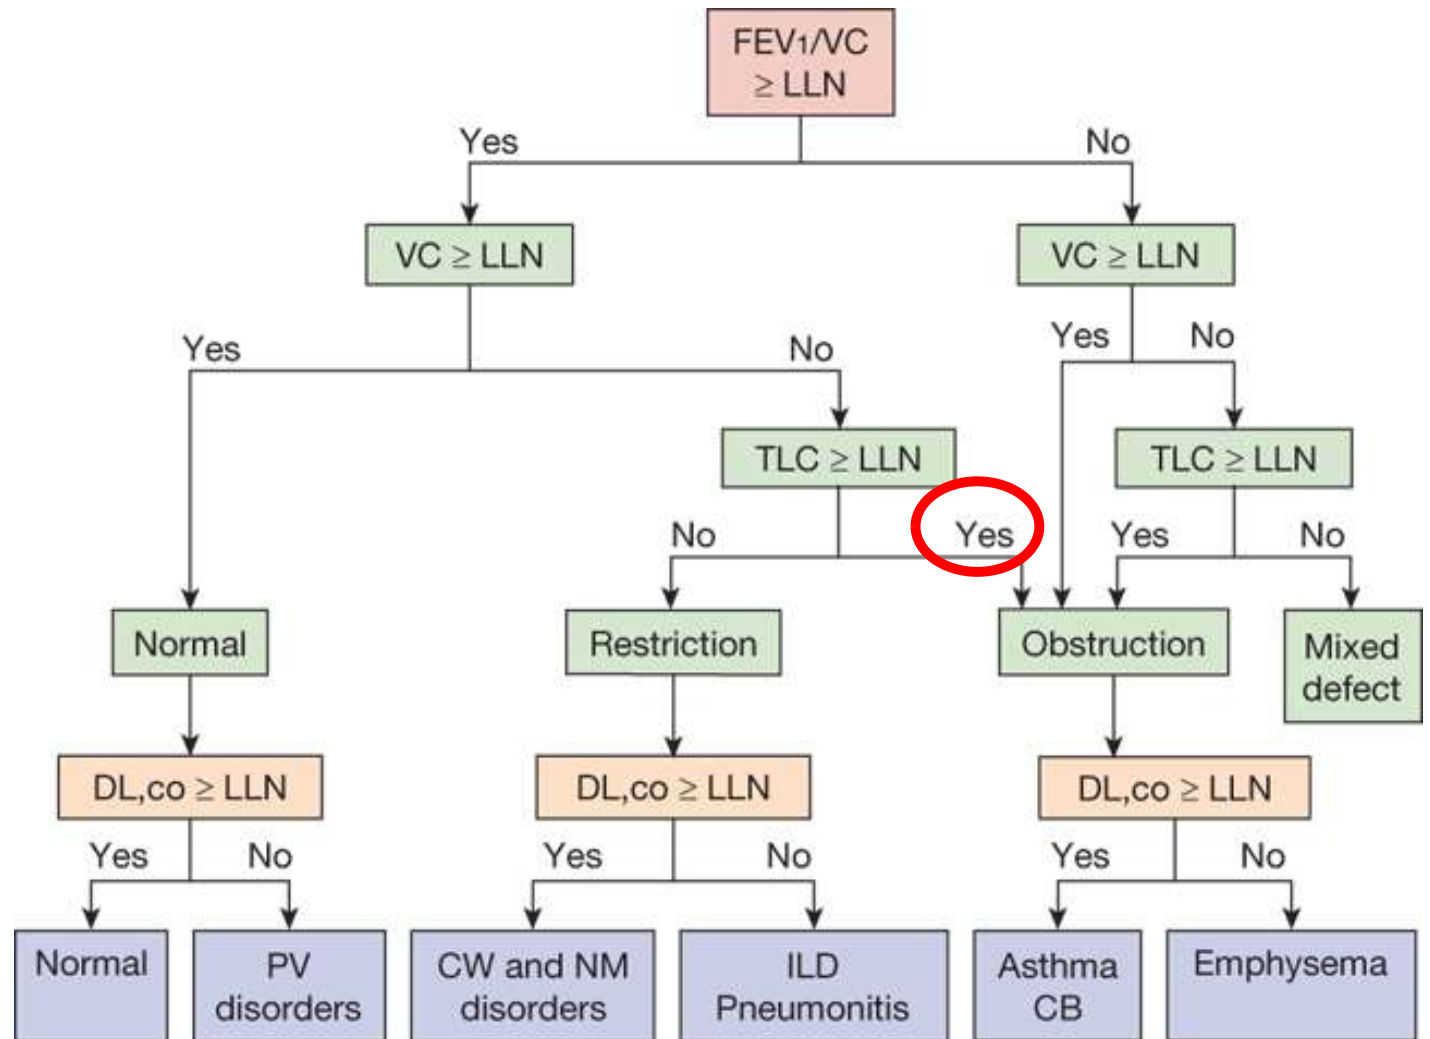 FEV1/VC
≥ LLN
Yes
No
VC ≥ LLN
VC ≥ LLN
Yes
No
Yes
No
TLC ≥ LLN
TLC ≥ LLN
No
Yes
Yes
No
Normal
Restriction
Obstruction
Mixed
defect
DL,co ≥ LLN
DL,co ≥ LLN
DL,co ≥ LLN
Yes
No
Yes
No
Yes
No
Normal
PV
disorders
CW and NM
disorders
ILD
Pneumonitis
Asthma
CB
Emphysema